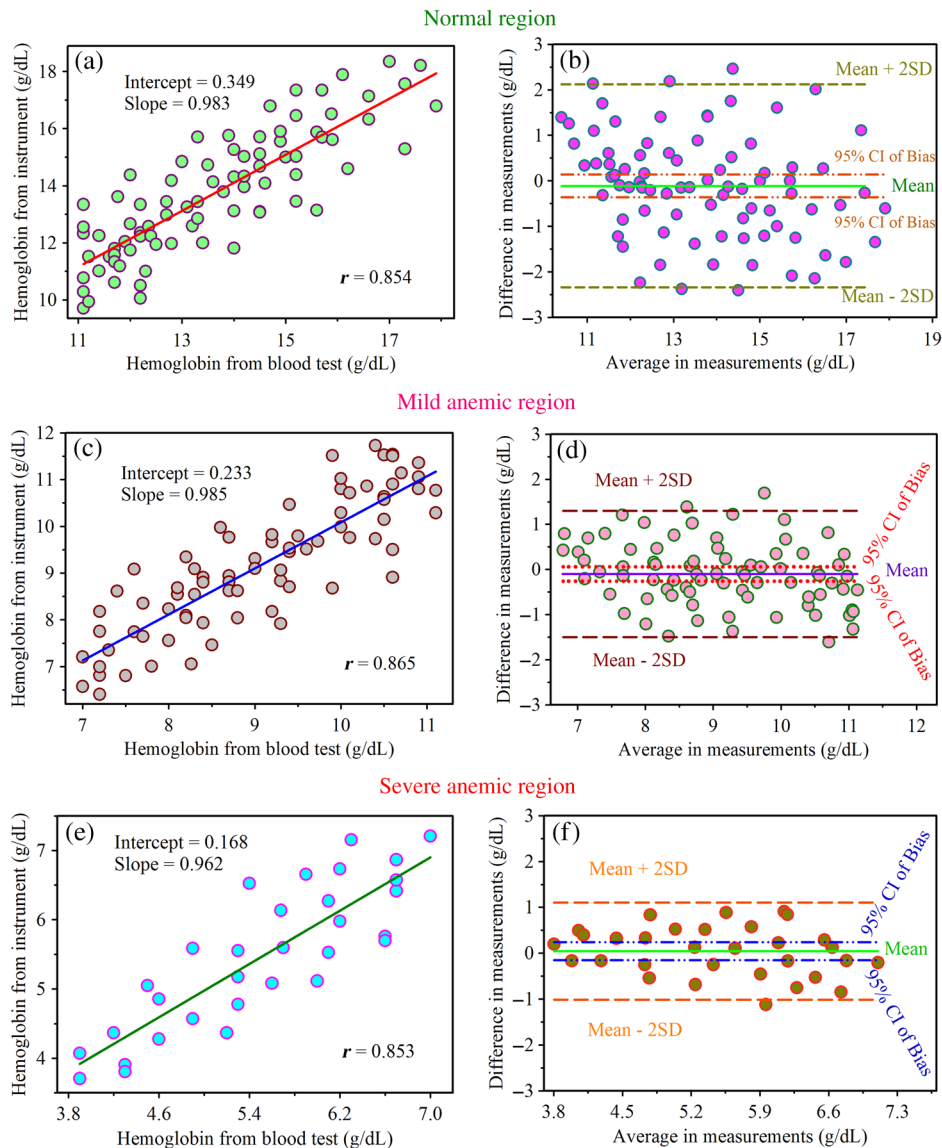 Normal region
(a)
Intercept = 0.349
Slope = 0.983
r = 0.854
Hemoglobin from instrument (g/dL)
18
16
14
12
10
11 13 15 17
Hemoglobin from blood test (g/dL)
(b)
Mean + 2SD
95% CI of Bias
Mean
95% CI of Bias
Mean - 2SD
Difference in measurements (g/dL)
3
2
1
0
−1
−2
−3
11 13 15 17 19
Average in measurements (g/dL)
Mild anemic region
(c)
Intercept = 0.233
Slope = 0.985
r = 0.865
Hemoglobin from instrument (g/dL)
12
11
10
9
8
7
6
7 8 9 10 11
Hemoglobin from blood test (g/dL)
(d)
Mean + 2SD
95% CI of Bias
Mean
95% CI of Bias
Mean - 2SD
Difference in measurements (g/dL)
3
2
1
0
−1
−2
−3
7 8 9 10 11 12
Average in measurements (g/dL)
Severe anemic region
(e)
Intercept = 0.168
Slope = 0.962
r = 0.853
Hemoglobin from instrument (g/dL)
7
6
5
4
3.8 4.6 5.4 6.2 7.0
Hemoglobin from blood test (g/dL)
(f)
Mean + 2SD
95% CI of Bias
Mean
95% CI of Bias
Mean - 2SD
Difference in measurements (g/dL)
3
2
1
0
−1
−2
−3
3.8 4.5 5.2 5.9 6.6 7.3
Average in measurements (g/dL)